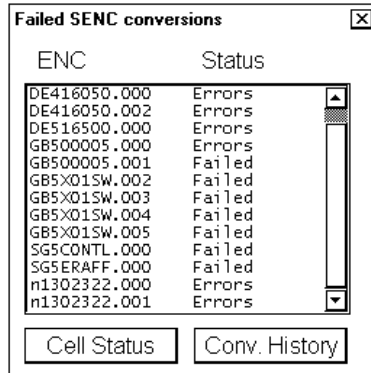 Failed SENC conversions
ENC Status
DE416050.000 Errors
DE416050.002 Errors
DE516500.000 Errors
GB500005.000 Errors
GB500005.001 Failed
GB5X01SW.002 Failed
GB5X01SW.003 Failed
GB5X01SW.004 Failed
GB5X01SW.005 Failed
SG5CONTL.000 Failed
SG5ERAFF.000 Failed
n1302322.000 Errors
n1302322.001 Errors
Cell Status Conv. History